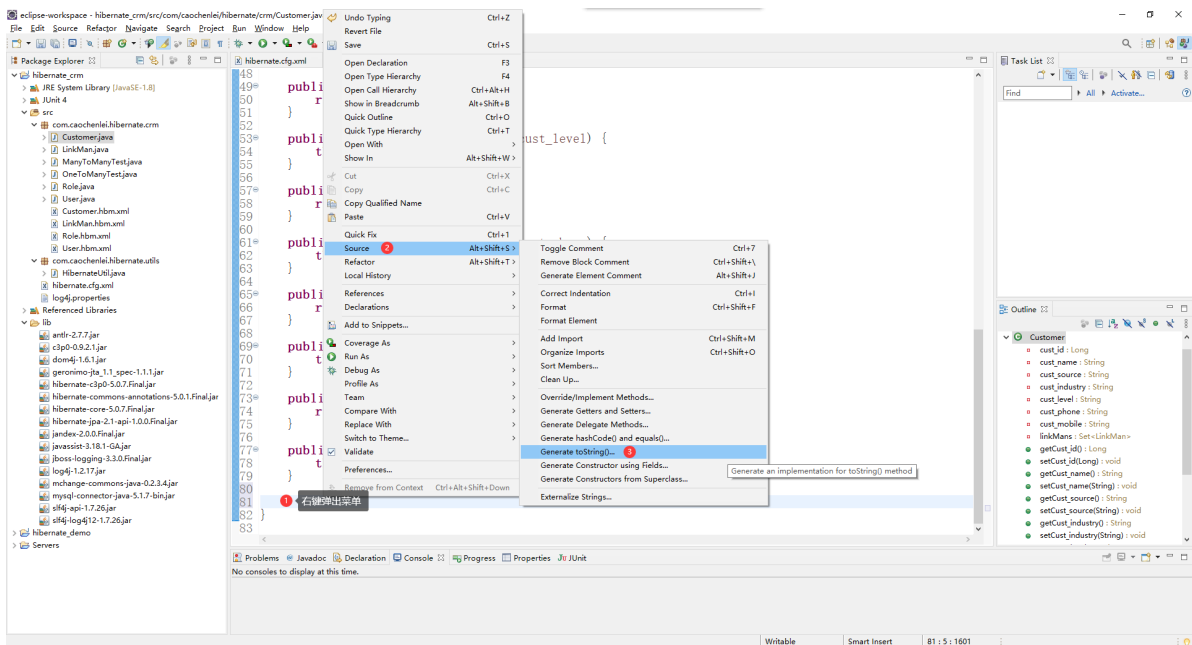 eclipse-workspace - hibernate_crm/src/com/caochenlei/hibernate/crm/Customer.jav
File Edit Source Refactor Navigate Search Project Run Window Help
Package Explorer
hibernate_crm
JRE System Library [JavaSE-1.8]
JUnit 4
src
com.caochenlei.hibernate.crm
Customer.java
LinkMan.java
ManyToManyTest.java
OneToManyTest.java
Role.java
User.java
Customer.hbm.xml
LinkMan.hbm.xml
Role.hbm.xml
User.hbm.xml
com.caochenlei.hibernate.utils
HibernateUtil.java
hibernate.cfg.xml
log4j.properties
Referenced Libraries
lib
antlr-2.7.7.jar
c3p0-0.9.2.1.jar
dom4j-1.6.1.jar
geronimo-jta_1.1_spec-1.1.1.jar
hibernate-c3p0-5.0.7.Final.jar
hibernate-commons-annotations-5.0.1.Final.jar
hibernate-core-5.0.7.Final.jar
hibernate-jpa-2.1-api-1.0.0.Final.jar
jandex-2.0.0.Final.jar
javassist-3.18.1-GA.jar
jboss-logging-3.3.0.Final.jar
log4j-1.2.17.jar
mchange-commons-java-0.2.3.4.jar
mysql-connector-java-5.1.7-bin.jar
slf4j-api-1.7.26.jar
slf4j-log4j12-1.7.26.jar
hibernate_demo
Servers
hibernate.cfg.xml
48
49 publi
50 r
51 }
52
53 publi cust_level) {
54 t
55 }
56
57 publi
58 r
59 }
60
61 publi
62 t
63 }
64
65 publi
66 r
67 }
68
69 publi
70 t
71 }
72
73 publi
74 r
75 }
76
77 publi
78 t
79 }
80
81
82 }
83
1 右键弹出菜单
Undo Typing Ctrl+Z
Revert File
Save Ctrl+S
Open Declaration F3
Open Type Hierarchy F4
Open Call Hierarchy Ctrl+Alt+H
Show in Breadcrumb Alt+Shift+B
Quick Outline Ctrl+O
Quick Type Hierarchy Ctrl+T
Open With >
Show In Alt+Shift+W >
Cut Ctrl+X
Copy Ctrl+C
Copy Qualified Name
Paste Ctrl+V
Quick Fix Ctrl+1
Source 2 Alt+Shift+S >
Refactor Alt+Shift+T >
Local History >
References >
Declarations >
Add to Snippets...
Coverage As >
Run As >
Debug As >
Profile As >
Team >
Compare With >
Replace With >
Switch to Theme... >
Validate
Preferences...
Remove from Context Ctrl+Alt+Shift+Down
Toggle Comment Ctrl+7
Remove Block Comment Ctrl+Shift+\
Generate Element Comment Alt+Shift+J
Correct Indentation Ctrl+I
Format Ctrl+Shift+F
Format Element
Add Import Ctrl+Shift+M
Organize Imports Ctrl+Shift+O
Sort Members...
Clean Up...
Override/Implement Methods...
Generate Getters and Setters...
Generate Delegate Methods...
Generate hashCode() and equals()...
Generate toString()... 3
Generate Constructor using Fields...
Generate Constructors from Superclass...
Externalize Strings...
Generate an implementation for toString() method
Task List
Find All Activate...
Outline
Customer
cust_id : Long
cust_name : String
cust_source : String
cust_industry : String
cust_level : String
cust_phone : String
cust_mobile : String
linkMans : Set<LinkMan>
getCust_id() : Long
setCust_id(Long) : void
getCust_name() : String
setCust_name(String) : void
getCust_source() : String
setCust_source(String) : void
getCust_industry() : String
setCust_industry(String) : void
Problems Javadoc Declaration Console Progress Properties JUnit
No consoles to display at this time.
Writable Smart Insert 81 : 5 : 1601